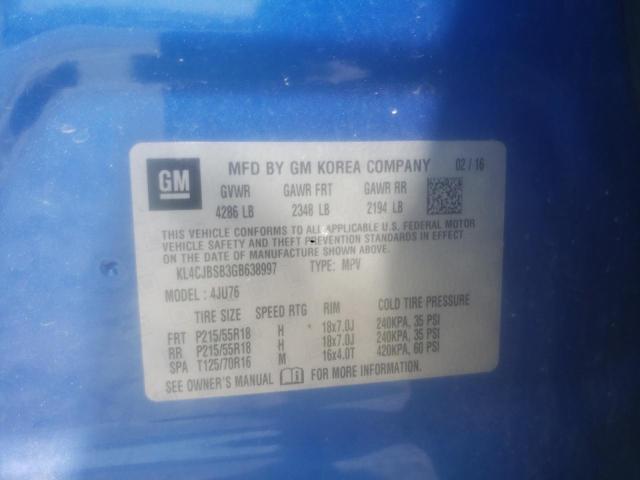 GM
MFD BY GM KOREA COMPANY 02/16
GVWR GAWR FRT GAWR RR
4286 LB 2348 LB 2194 LB
THIS VEHICLE CONFORMS TO ALL APPLICABLE U.S. FEDERAL MOTOR
VEHICLE SAFETY AND THEFT PREVENTION STANDARDS IN EFFECT
ON THE DATE OF MANUFACTURE SHOWN ABOVE.
KL4CJBSB3GB638997 TYPE: MPV
MODEL: 4JU76
TIRE SIZE SPEED RTG RIM COLD TIRE PRESSURE
FRT P215/55R18 H 18x7.0J 240KPA, 35 PSI
RR P215/55R18 H 18x7.0J 240KPA, 35 PSI
SPA T125/70R16 M 16x4.0T 420KPA, 60 PSI
SEE OWNER'S MANUAL FOR MORE INFORMATION.